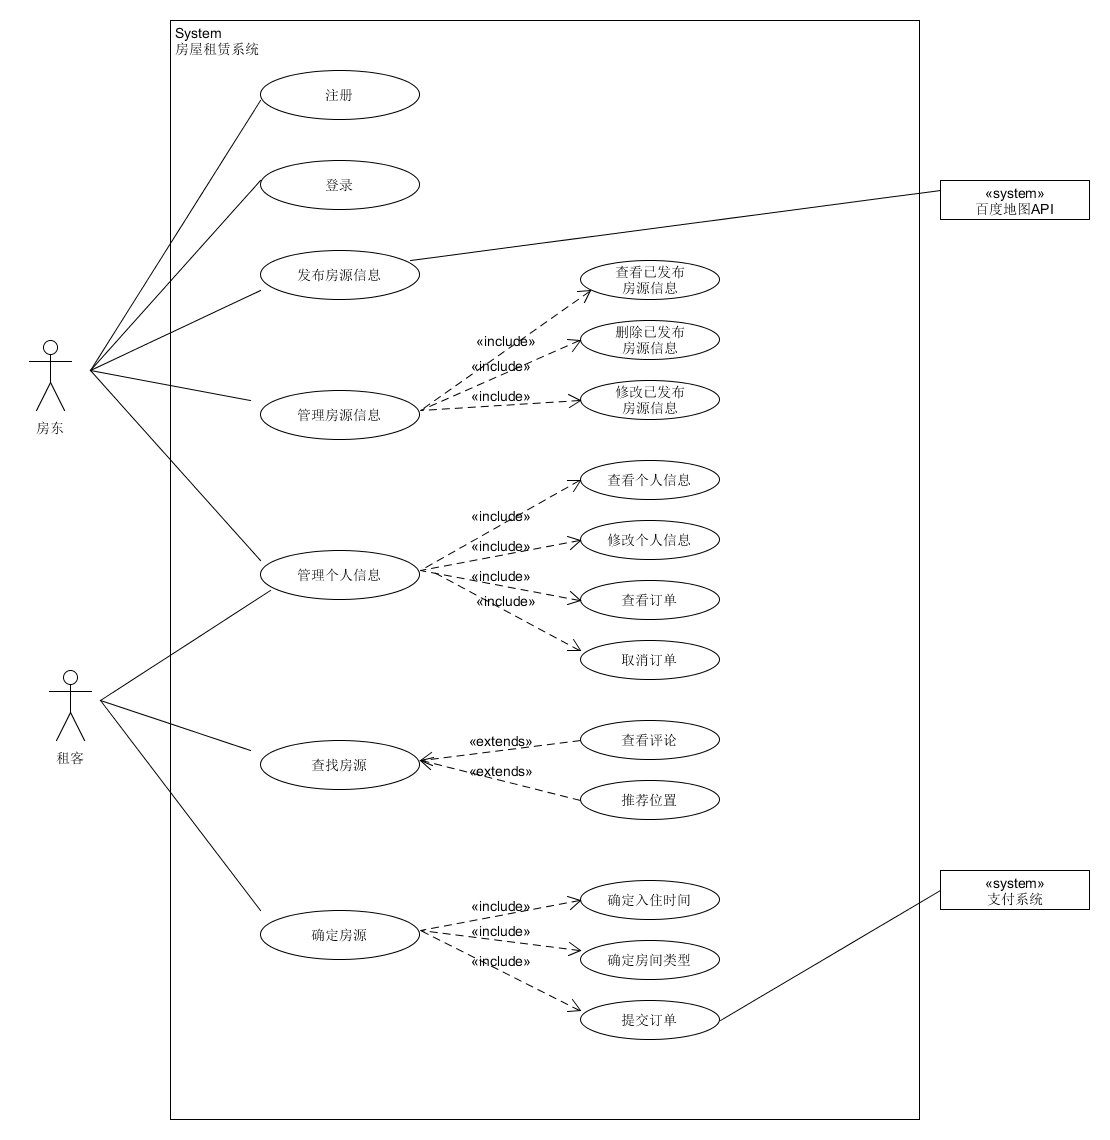 System
房屋租赁系统
注册
登录
«system»
百度地图API
发布房源信息
查看已发布
房源信息
«include»
删除已发布
房源信息
«include»
修改已发布
房源信息
«include»
管理房源信息
房东
查看个人信息
«include»
修改个人信息
«include»
管理个人信息
«include»
查看订单
«include»
取消订单
租客
查看评论
«extends»
查找房源
«extends»
推荐位置
«system»
支付系统
确定入住时间
«include»
«include»
确定房源
确定房间类型
«include»
提交订单